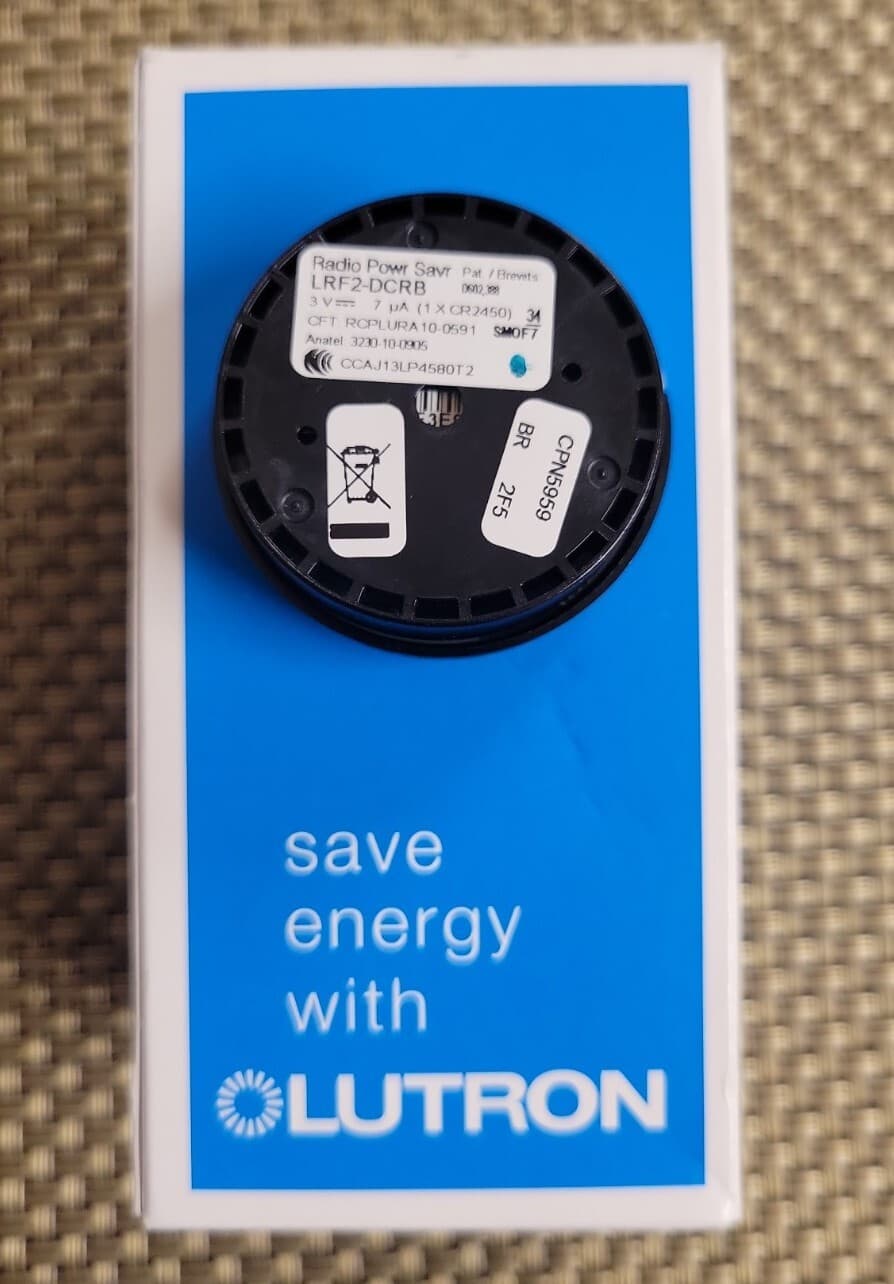 Radio Powr Savr Pat. / Brevets
LRF2-DCRB
3 V 7 µA (1 X CR2450) 34
CFT: RCPLURA10-0591 SMOF7
Anatel: 3230-10-0905
CCAJ13LP4580T2
CPN5959
BR 2F5
save
energy
with
LUTRON